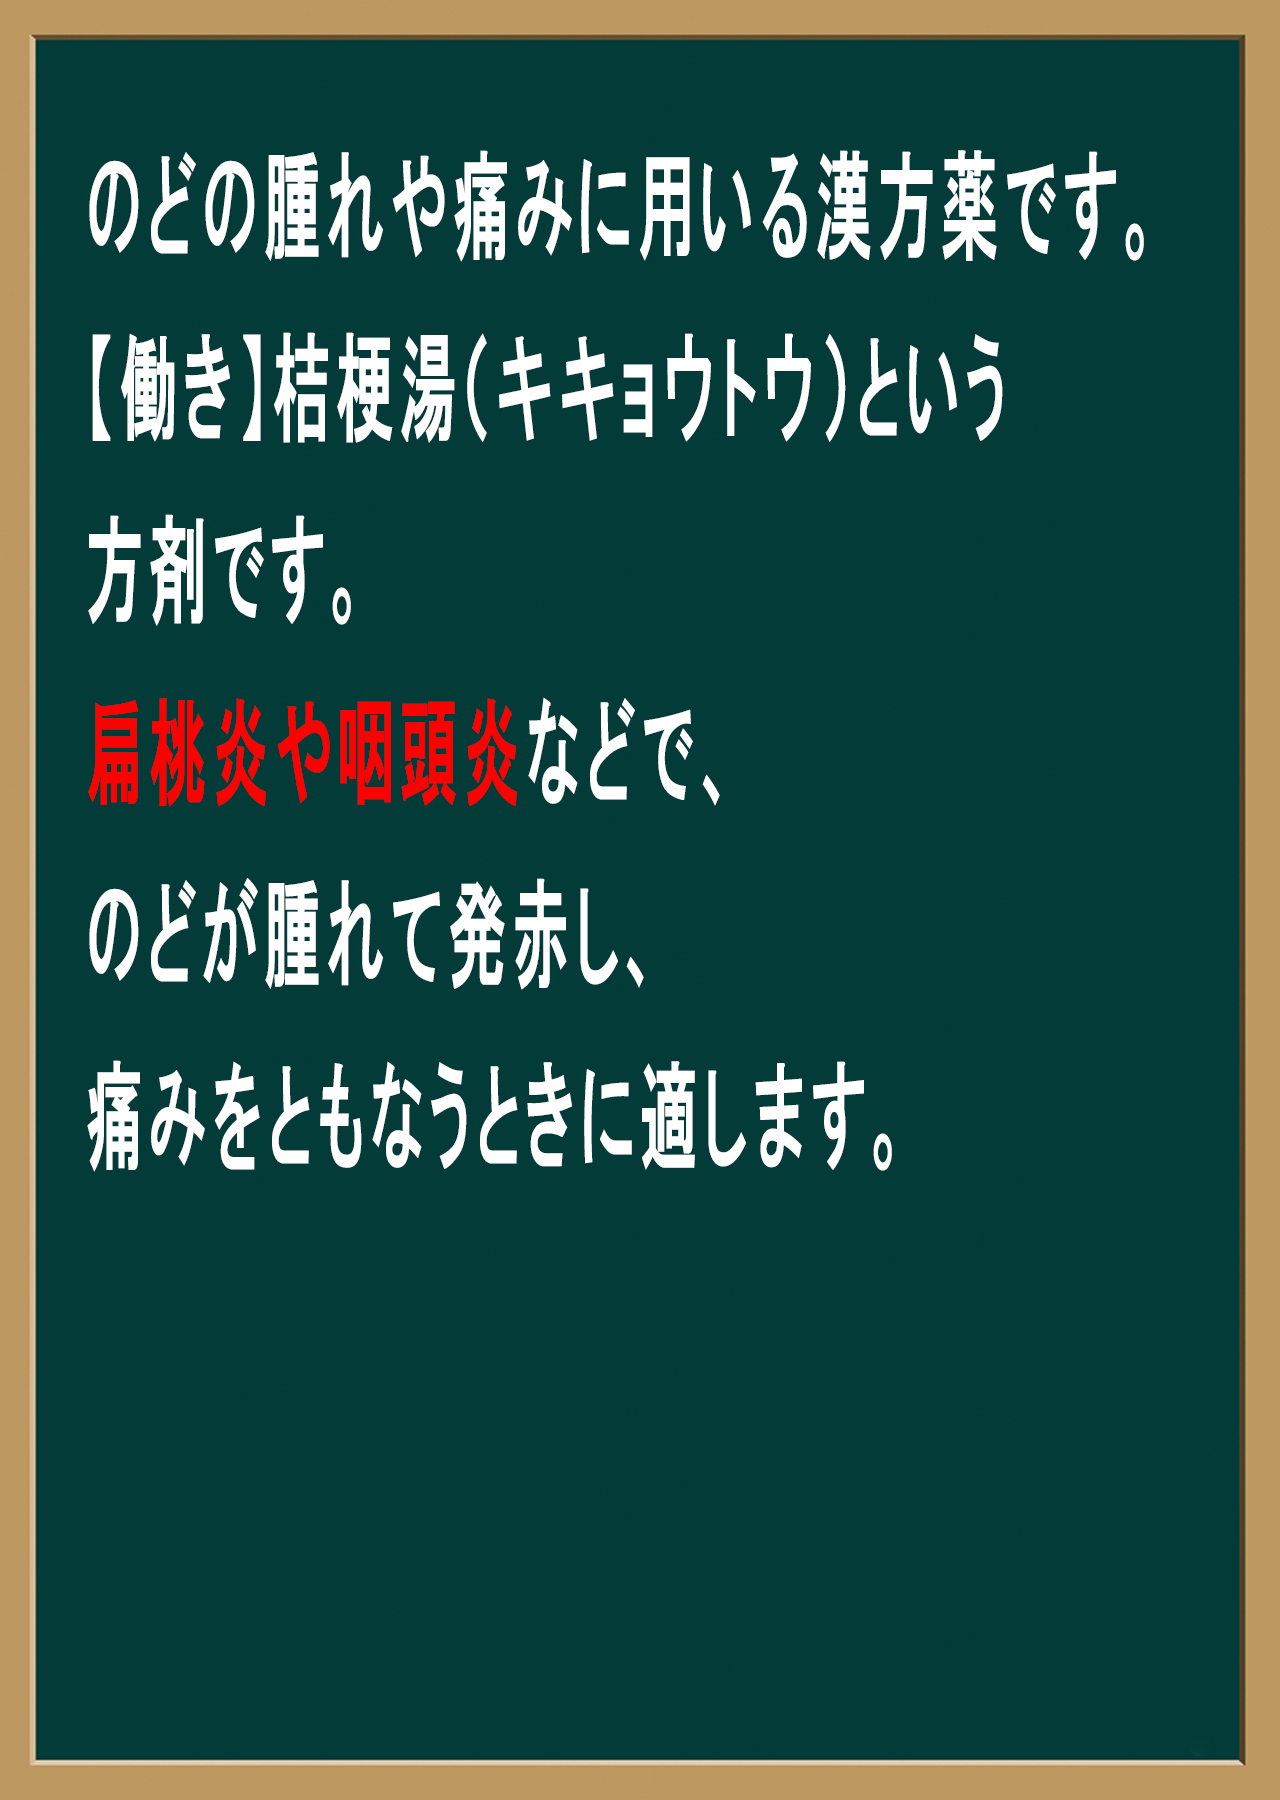 のどの腫れや痛みに用いる漢方薬です。
【働き】桔梗湯（キキョウトウ）という
方剤です。
扁桃炎や咽頭炎などで、
のどが腫れて発赤し、
痛みをともなうときに適します。